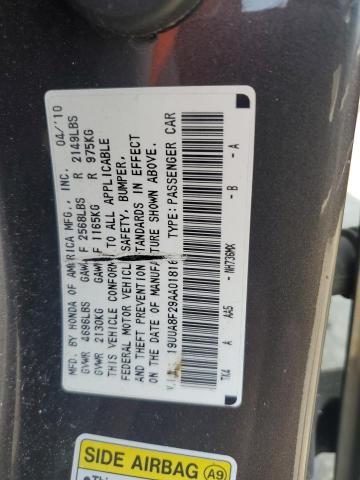 MFD. BY HONDA OF AMERICA MFG., INC. 04/'10
GVWR 4696LBS GAWR F 2568LBS R 2149LBS
GVWR 2130KG GAWR F 1165KG R 975KG
THIS VEHICLE CONFORMS TO ALL APPLICABLE
FEDERAL MOTOR VEHICLE SAFETY, BUMPER,
AND THEFT PREVENTION STANDARDS IN EFFECT
ON THE DATE OF MANUFACTURE SHOWN ABOVE.
19UUA8F29AA01816 TYPE:PASSENGER CAR
TK4 A AA5 - NH736MX - B - A
SIDE AIRBAG A9